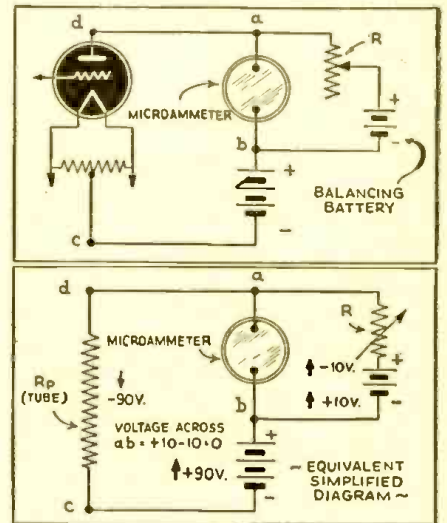 d
a
R
MICROAMMETER
b
+
-
+
-
BALANCING
BATTERY
c
d
a
MICROAMMETER
R
RP
(TUBE)
-90V.
-10V.
+
-
b
+10V.
VOLTAGE ACROSS
ab = +10-10=0
+
-
+90V.
~ EQUIVALENT
SIMPLIFIED
DIAGRAM ~
c